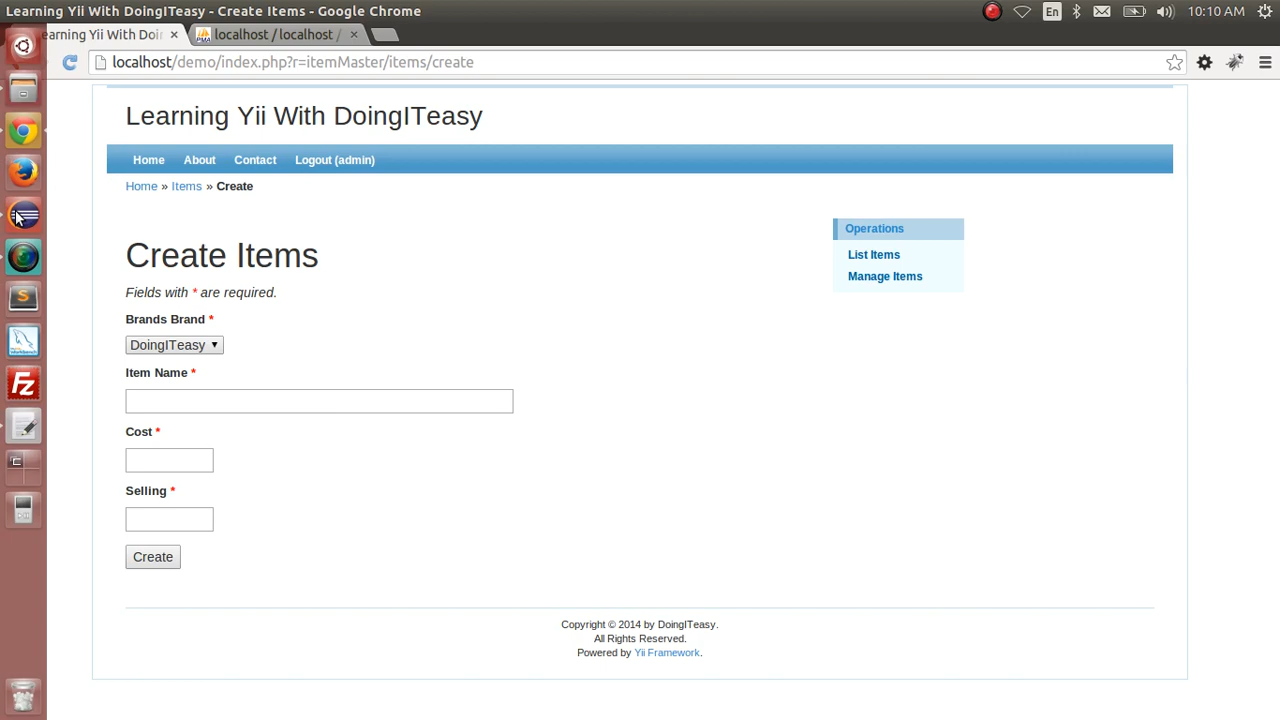 Learning Yii With DoingITeasy - Create Items - Google Chrome
En
10:10 AM
earning Yii With Doin
localhost / localhost /
localhost/demo/index.php?r=itemMaster/items/create
Learning Yii With DoingITeasy
Home About Contact Logout (admin)
Home » Items » Create
Operations
List Items
Manage Items
Create Items
Fields with * are required.
Brands Brand *
DoingITeasy
Item Name *
Cost *
Selling *
Create
Copyright © 2014 by DoingITeasy.
All Rights Reserved.
Powered by Yii Framework.